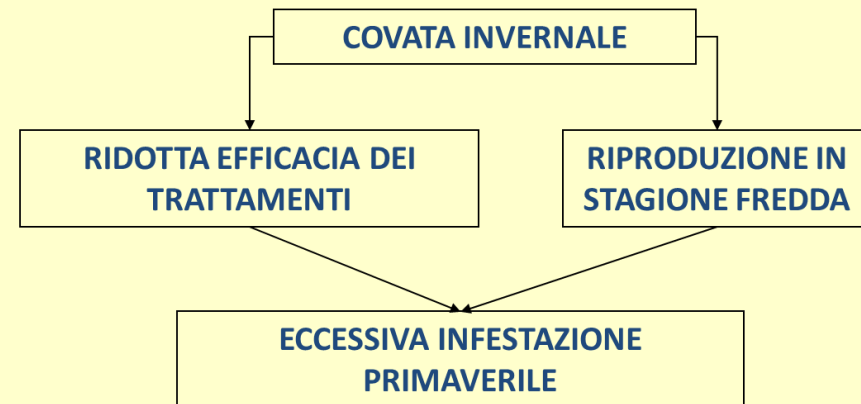 COVATA INVERNALE
RIDOTTA EFFICACIA DEI
TRATTAMENTI
RIPRODUZIONE IN
STAGIONE FREDDA
ECCESSIVA INFESTAZIONE
PRIMAVERILE